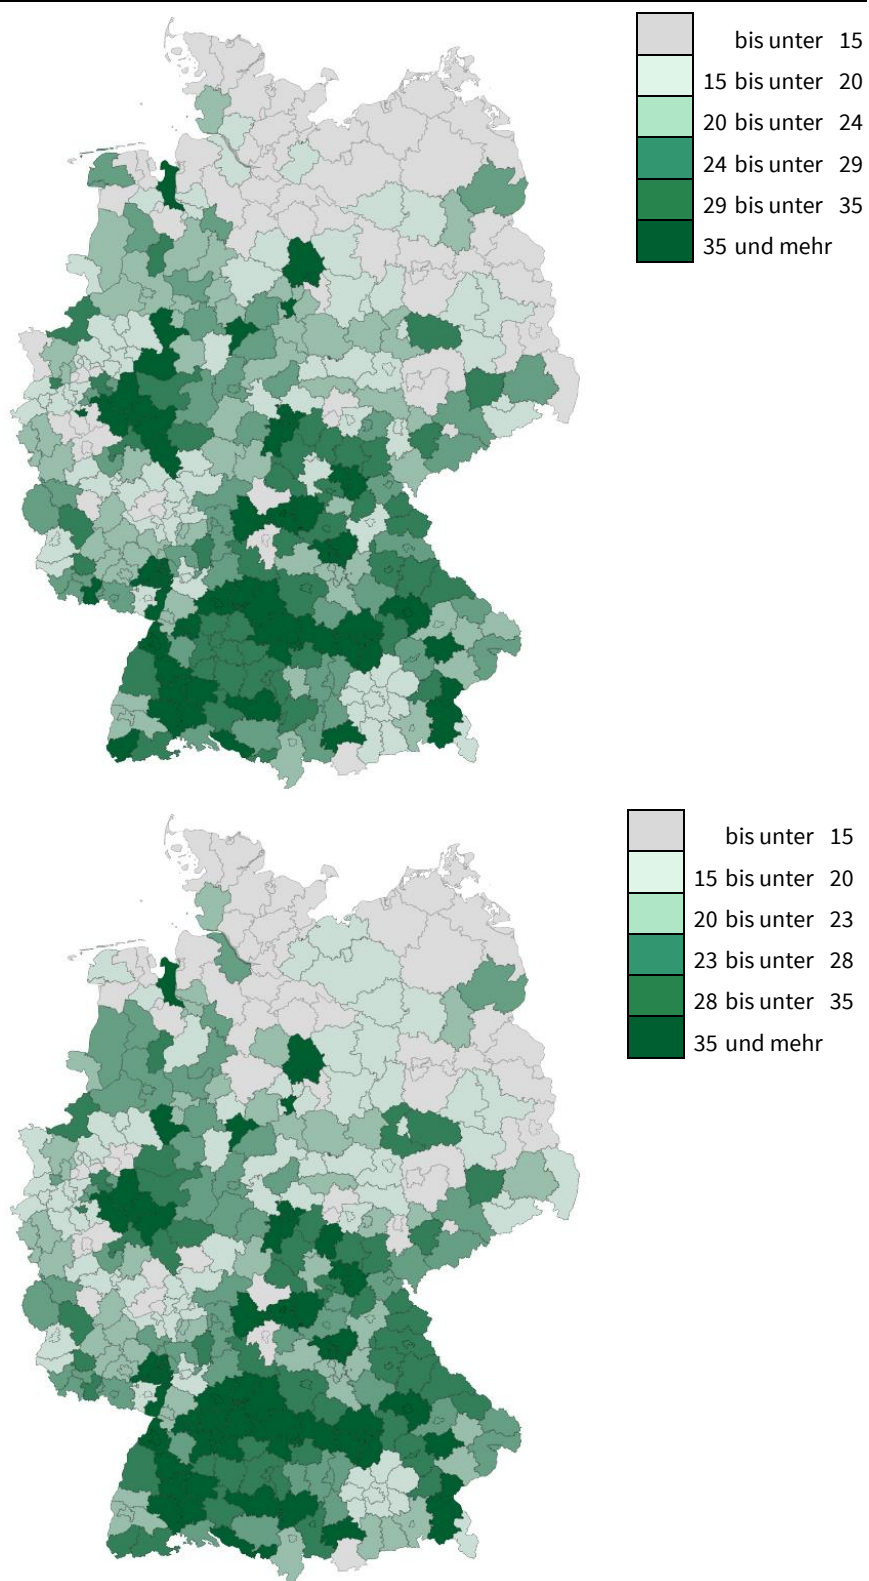 bis unter 15
15 bis unter 20
20 bis unter 24
24 bis unter 29
29 bis unter 35
35 und mehr
bis unter 15
15 bis unter 20
20 bis unter 23
23 bis unter 28
28 bis unter 35
35 und mehr